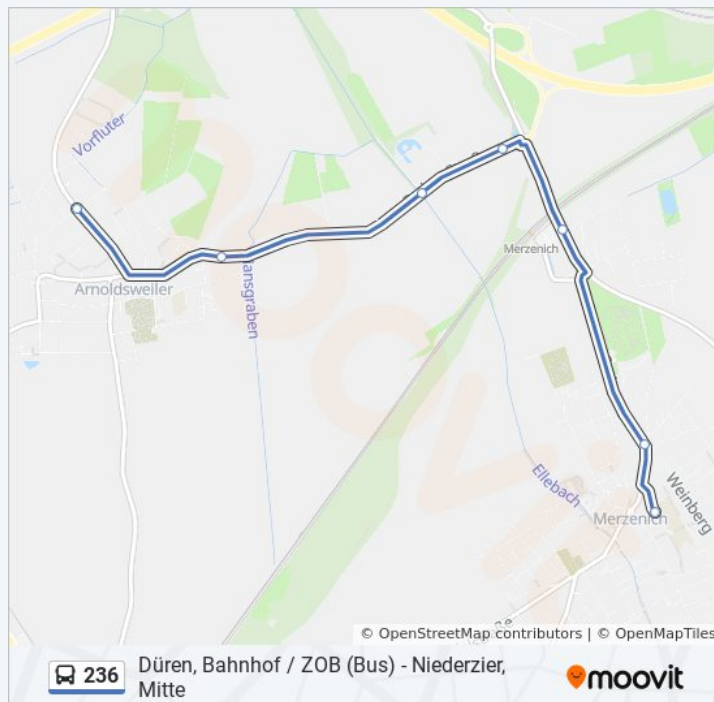 Vorfluter
Merzenich
Arnoldsweiler
ansgraben
Ellebach
Weinberg
Merzenich
© OpenStreetMap contributors | © OpenMapTiles
236
Düren, Bahnhof / ZOB (Bus) - Niederzier,
Mitte
moovit